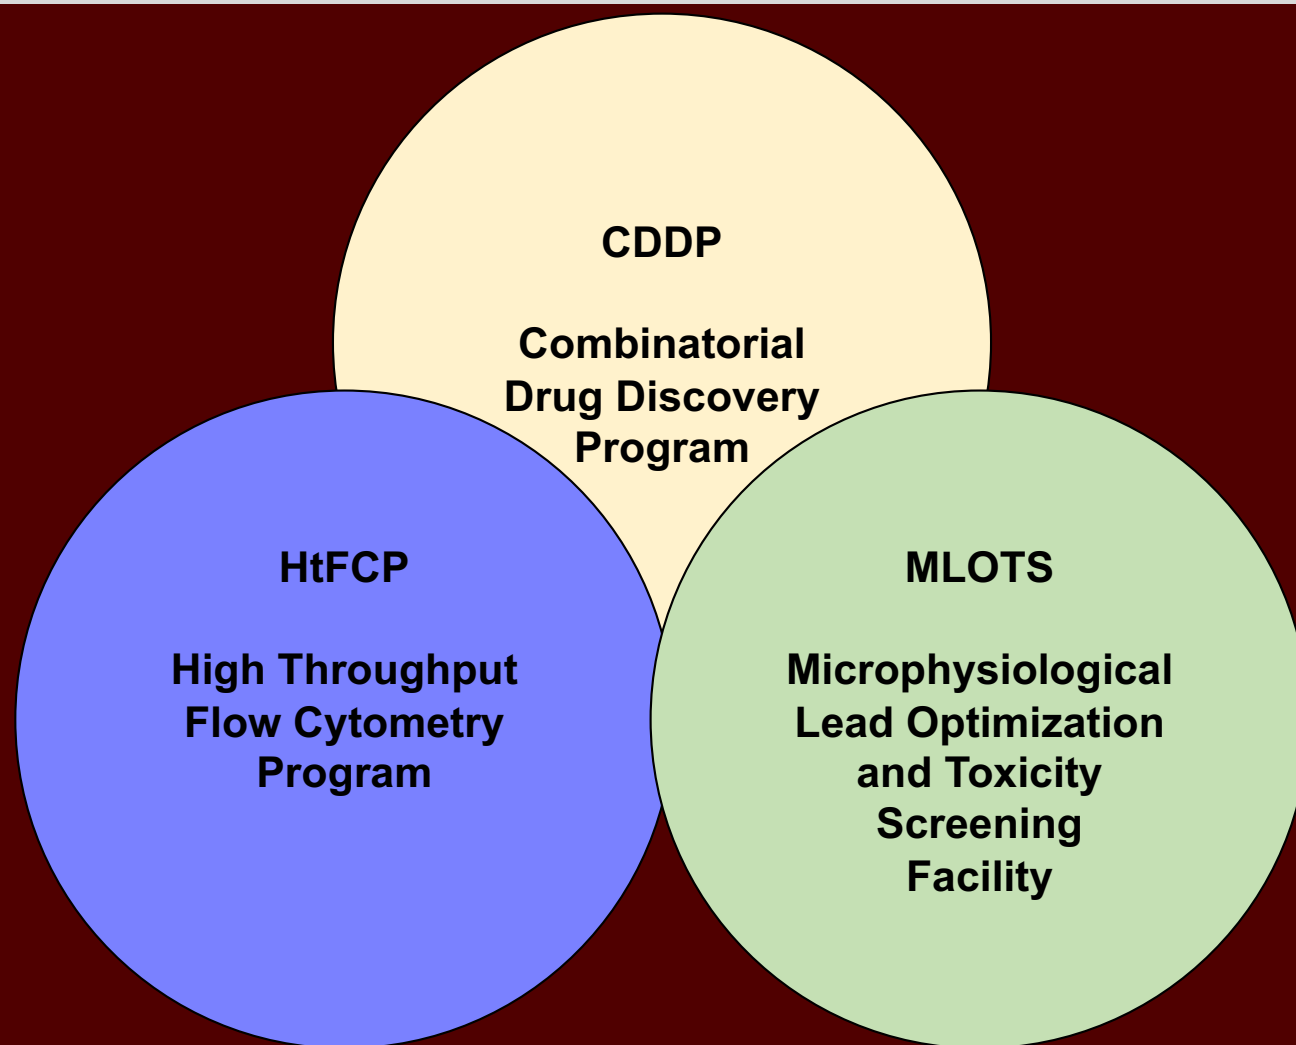 CDDP
Combinatorial
Drug Discovery
Program
HtFCP
High Throughput
Flow Cytometry
Program
MLOTS
Microphysiological
Lead Optimization
and Toxicity
Screening
Facility